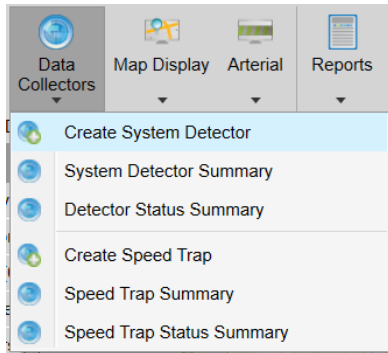 Data Collectors
Map Display
Arterial
Reports
Create System Detector
System Detector Summary
Detector Status Summary
Create Speed Trap
Speed Trap Summary
Speed Trap Status Summary